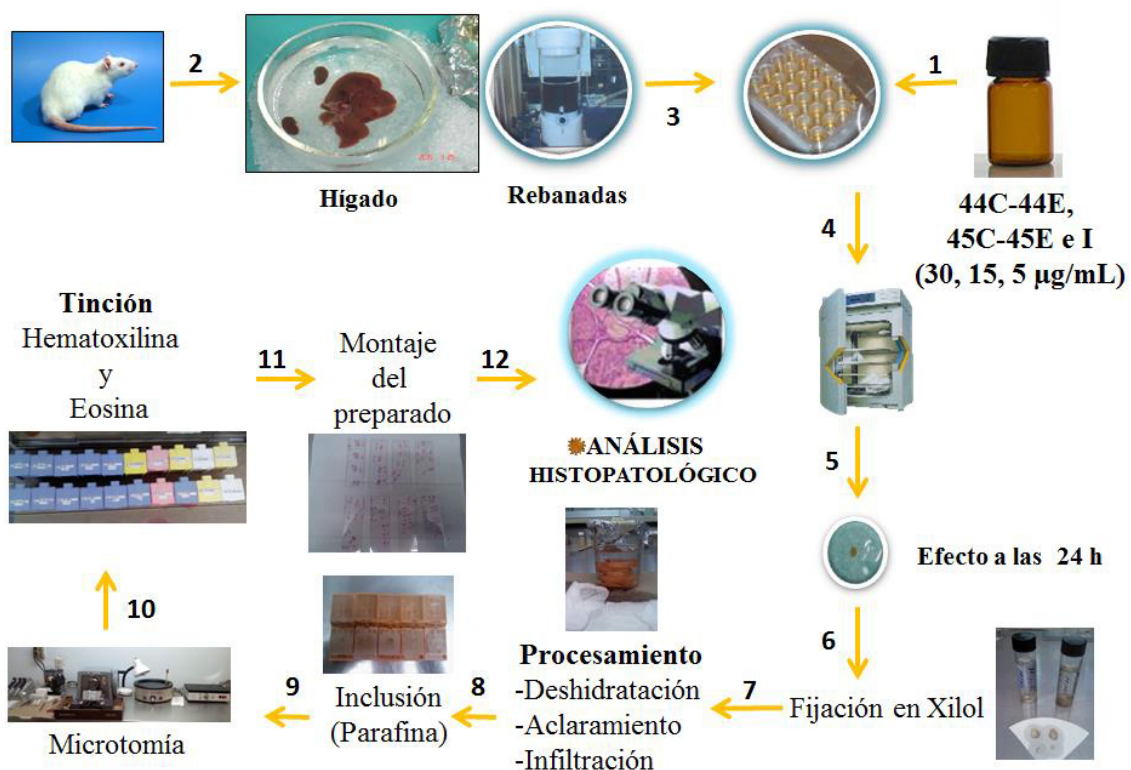 2
3
1
Hígado
Rebanadas
44C-44E,
45C-45E e I
(30, 15, 5 µg/mL)
4
Tinción
Hematoxilina
y
Eosina
11
Montaje
del
preparado
12
ANÁLISIS
HISTOPATOLÓGICO
5
Efecto a las 24 h
10
6
Procesamiento
-Deshidratación
-Aclaramiento
-Infiltración
7
Fijación en Xilol
8
Inclusión
(Parafina)
9
Microtomía